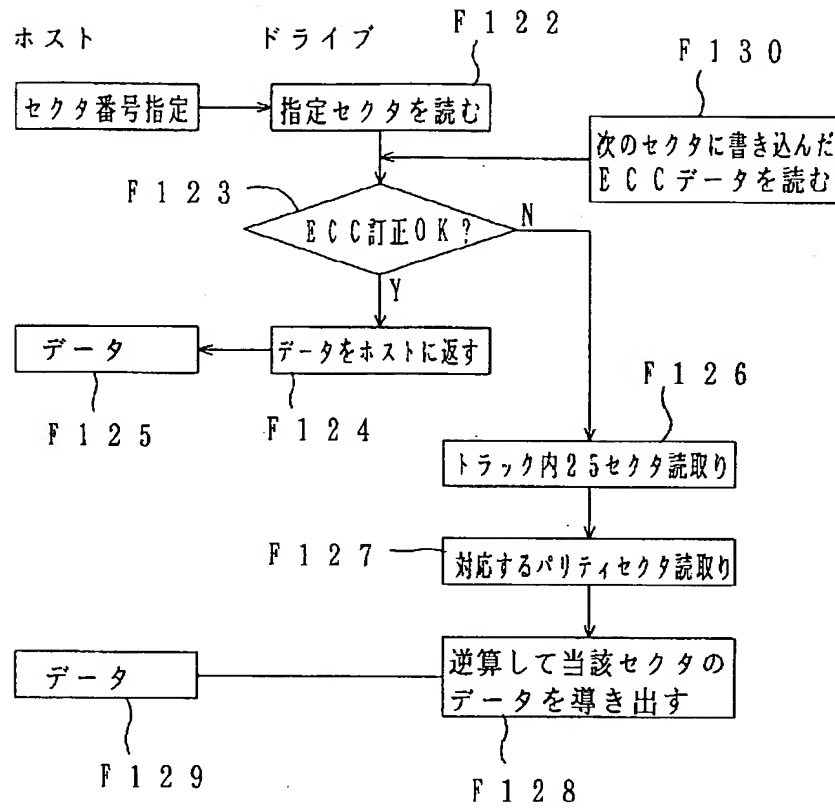 ホスト
ドライブ
F122
F130
セクタ番号指定
指定セクタを読む
次のセクタに書き込んだ
ECCデータを読む
F123
ECC訂正OK?
N
Y
データ
データをホストに返す
F126
F125
F124
トラック内25セクタ読取り
F127
対応するパリティセクタ読取り
データ
逆算して当該セクタの
データを導き出す
F129
F128